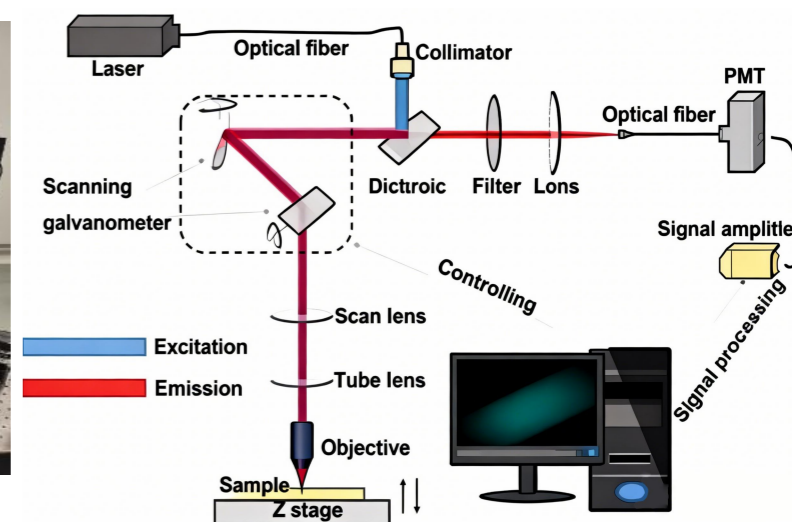 Laser
Optical fiber
Collimator
PMT
Optical fiber
Dictroic
Filter
Lons
Scanning
galvanometer
Signal amplitle
Controlling
Signal processing
Scan lens
Excitation
Tube lens
Emission
Objective
Sample
Z stage